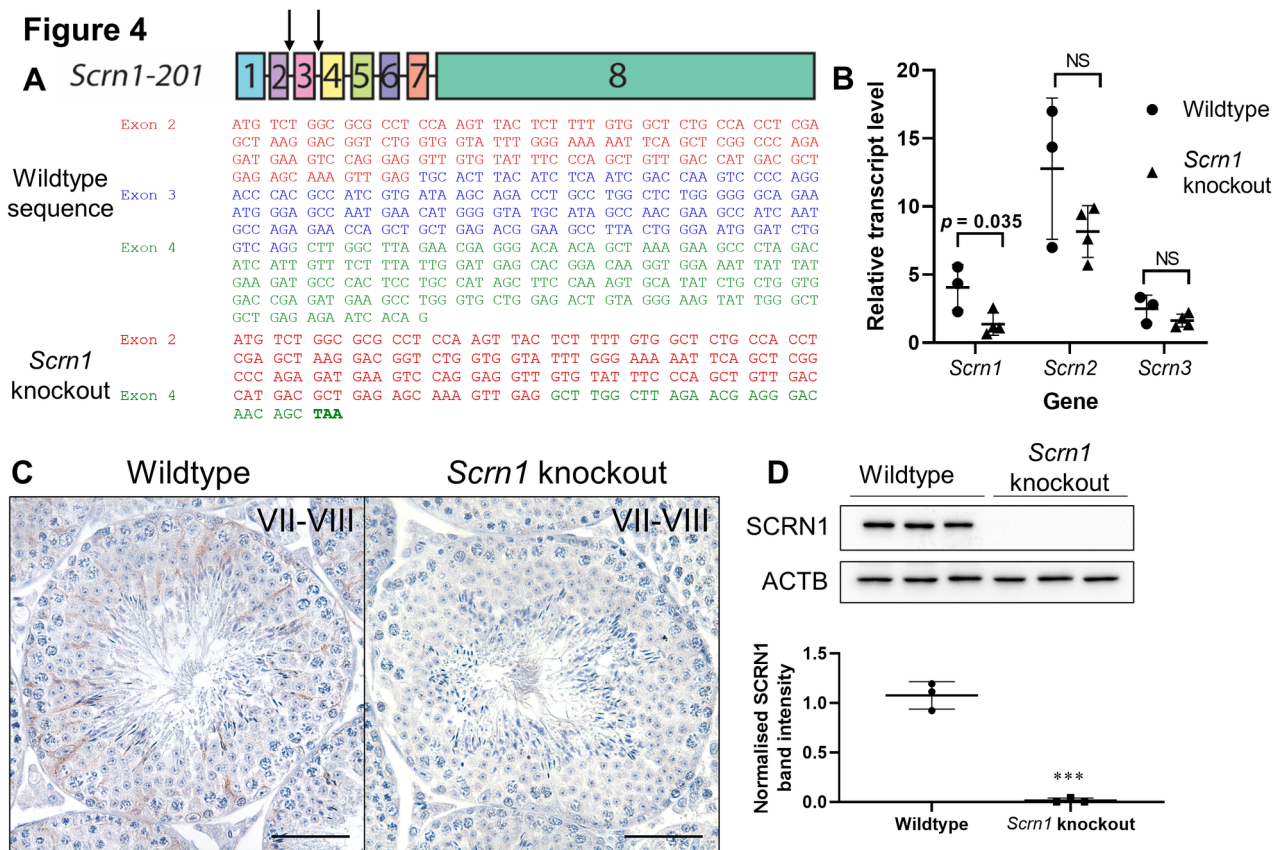 Figure 4
A
Scrn1-201
1 2 3 4 5 6 7 8
Wildtype sequence
Exon 2
ATG TCT GGC GCG CCT CCA AGT TAC TCT TTT GTG GCT CTG CCA CCT CGA
GCT AAG GAC GGT CTG GTG GTA TTT GGG AAA AAT TCA GCT CGG CCC AGA
GAT GAA GTC CAG GAG GTT GTG TAT TTC CCA GCT GTT GAC CAT GAC GCT
GAG AGC AAA GTT GAG TGC ACT TAC ATC TCA ATC GAC CAA GTC CCC AGG
Exon 3
ACC CAC GCC ATC GTG ATA AGC AGA CCT GCC TGG CTC TGG GGG GCA GAA
ATG GGA GCC AAT GAA CAT GGG GTA TGC ATA GCC AAC GAA GCC ATC AAT
GCC AGA GAA CCA GCT GCT GAG ACG GAA GCC TTA CTG GGA ATG GAT CTG
Exon 4
GTC AGG CTT GGC TTA GAA CGA GGG ACA ACA GCT AAA GAA GCC CTA GAC
ATC ATT GTT TCT TTA TTG GAT GAG CAC GGA CAA GGT GGA AAT TAT TAT
GAA GAT GCC CAC TCC TGC CAT AGC TTC CAA AGT GCA TAT CTG CTG GTG
GAC CGA GAT GAA GCC TGG GTG CTG GAG ACT GTA GGG AAG TAT TGG GCT
GCT GAG AGA ATC ACA G
Scrn1 knockout
Exon 2
ATG TCT GGC GCG CCT CCA AGT TAC TCT TTT GTG GCT CTG CCA CCT
CGA GCT AAG GAC GGT CTG GTG GTA TTT GGG AAA AAT TCA GCT CGG
CCC AGA GAT GAA GTC CAG GAG GTT GTG TAT TTC CCA GCT GTT GAC
Exon 4
CAT GAC GCT GAG AGC AAA GTT GAG GCT TGG CTT AGA ACG AGG GAC
AAC AGC TAA
B
Relative transcript level
20
15
10
5
0
p = 0.035
NS
NS
Scrn1 Scrn2 Scrn3
Gene
Wildtype
Scrn1
knockout
C
Wildtype
Scrn1 knockout
VII-VIII
VII-VIII
D
Wildtype
Scrn1
knockout
SCRN1
ACTB
Normalised SCRN1
band intensity
1.5
1.0
0.5
0.0
***
Wildtype Scrn1 knockout